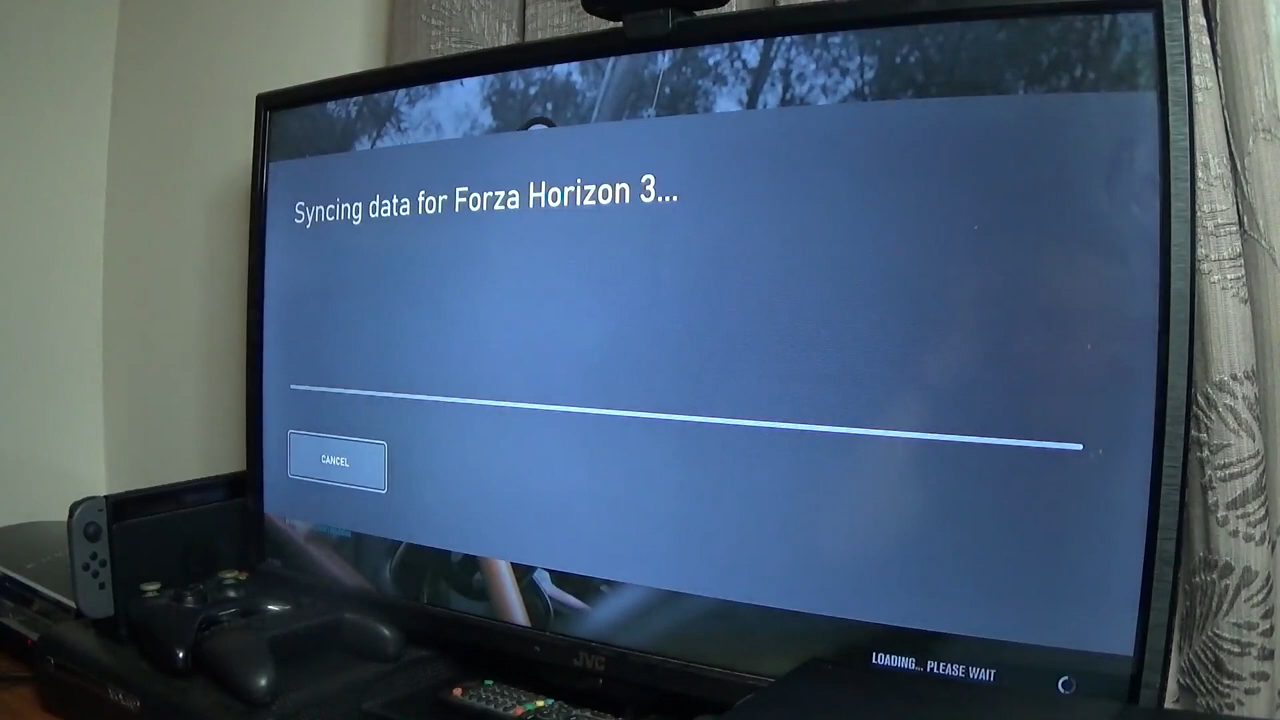 Syncing data for Forza Horizon 3...
CANCEL
LOADING... PLEASE WAIT
JVC